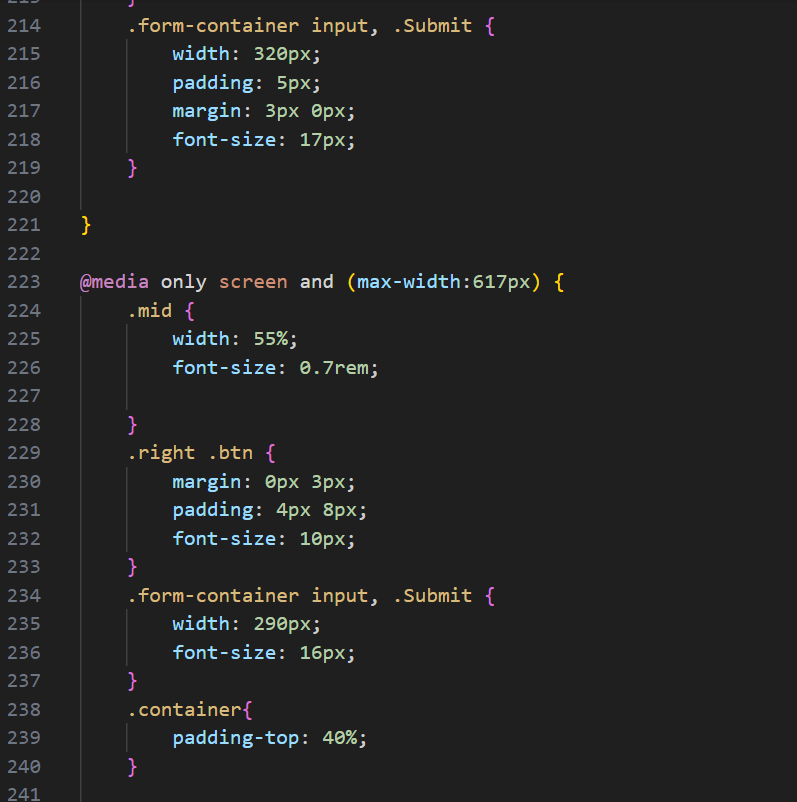 213 }
214 .form-container input, .Submit {
215 width: 320px;
216 padding: 5px;
217 margin: 3px 0px;
218 font-size: 17px;
219 }
220
221 }
222
223 @media only screen and (max-width:617px) {
224 .mid {
225 width: 55%;
226 font-size: 0.7rem;
227
228 }
229 .right .btn {
230 margin: 0px 3px;
231 padding: 4px 8px;
232 font-size: 10px;
233 }
234 .form-container input, .Submit {
235 width: 290px;
236 font-size: 16px;
237 }
238 .container{
239 padding-top: 40%;
240 }
241